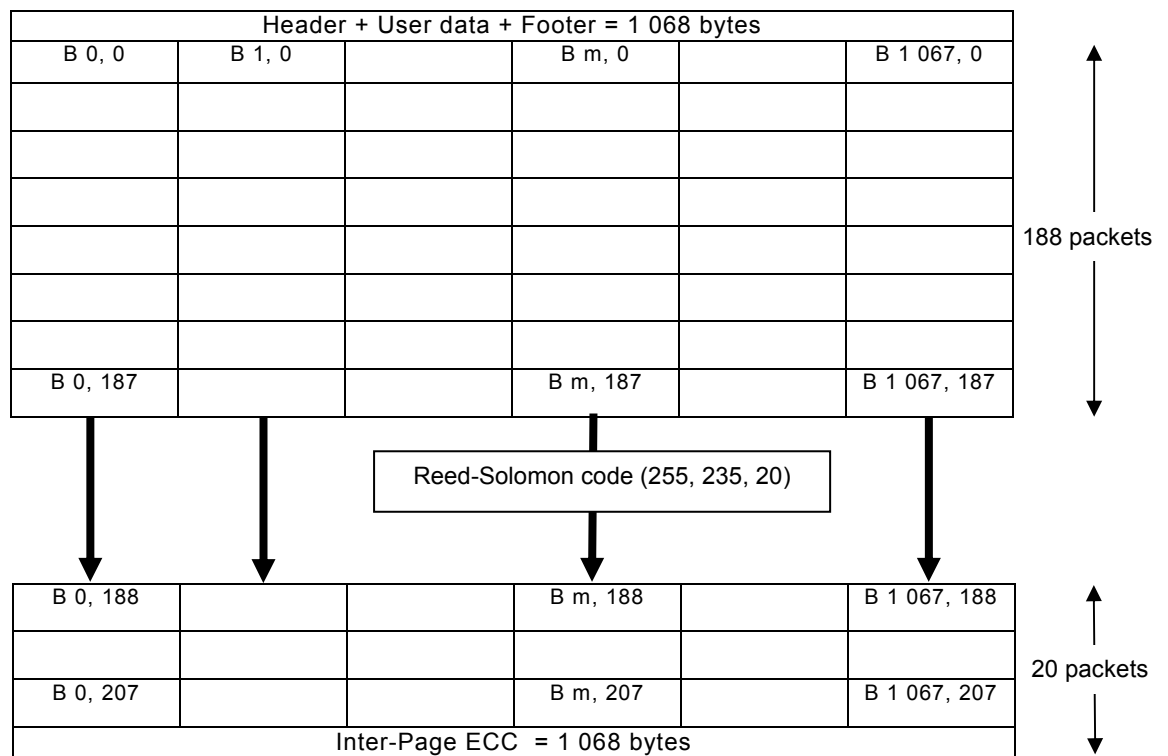 Header + User data + Footer = 1 068 bytes
B 0, 0 B 1, 0 B m, 0 B 1 067, 0
188 packets
B 0, 187 B m, 187 B 1 067, 187
Reed-Solomon code (255, 235, 20)
B 0, 188 B m, 188 B 1 067, 188
20 packets
B 0, 207 B m, 207 B 1 067, 207
Inter-Page ECC = 1 068 bytes